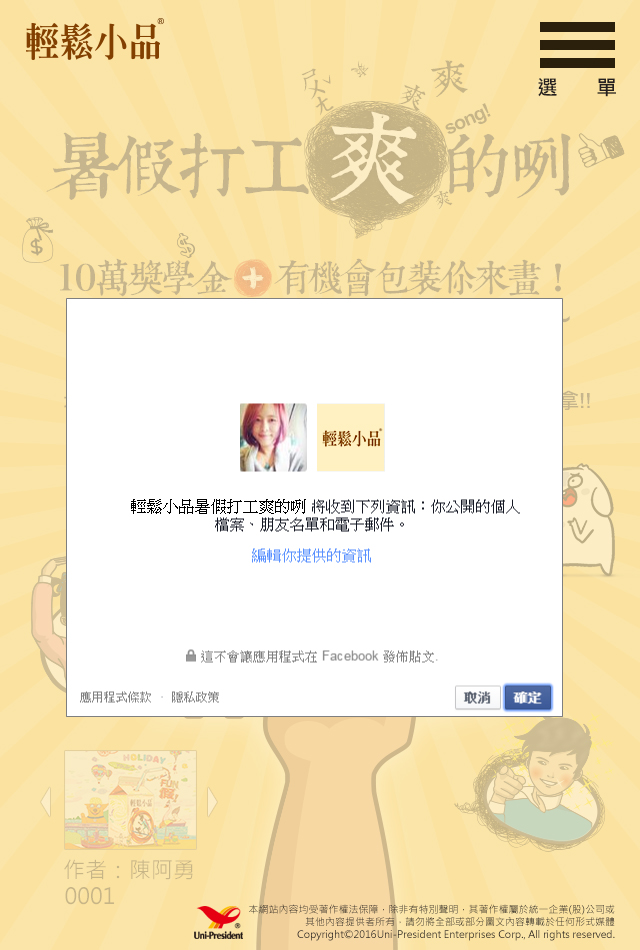 輕鬆小品®
選 單
爽
爽
song!
暑假打工爽的咧
爽
10萬獎學金+有機會包裝你來畫！
拿!!
輕鬆小品®
輕鬆小品暑假打工爽的咧 將收到下列資訊：你公開的個人
檔案、朋友名單和電子郵件。
編輯你提供的資訊
這不會讓應用程式在 Facebook 發佈貼文.
應用程式條款 · 隱私政策
取消 確定
HOLIDAY
FUN
假!
輕鬆小品
作者：陳阿勇
0001
本網站內容均受著作權法保障，除非有特別聲明，其著作權屬於統一企業(股)公司或
其他內容提供者所有，請勿將全部或部分圖文內容轉載於任何形式媒體
Uni-President
Copyright©2016Uni-President Enterprises Corp., All rights reserved.